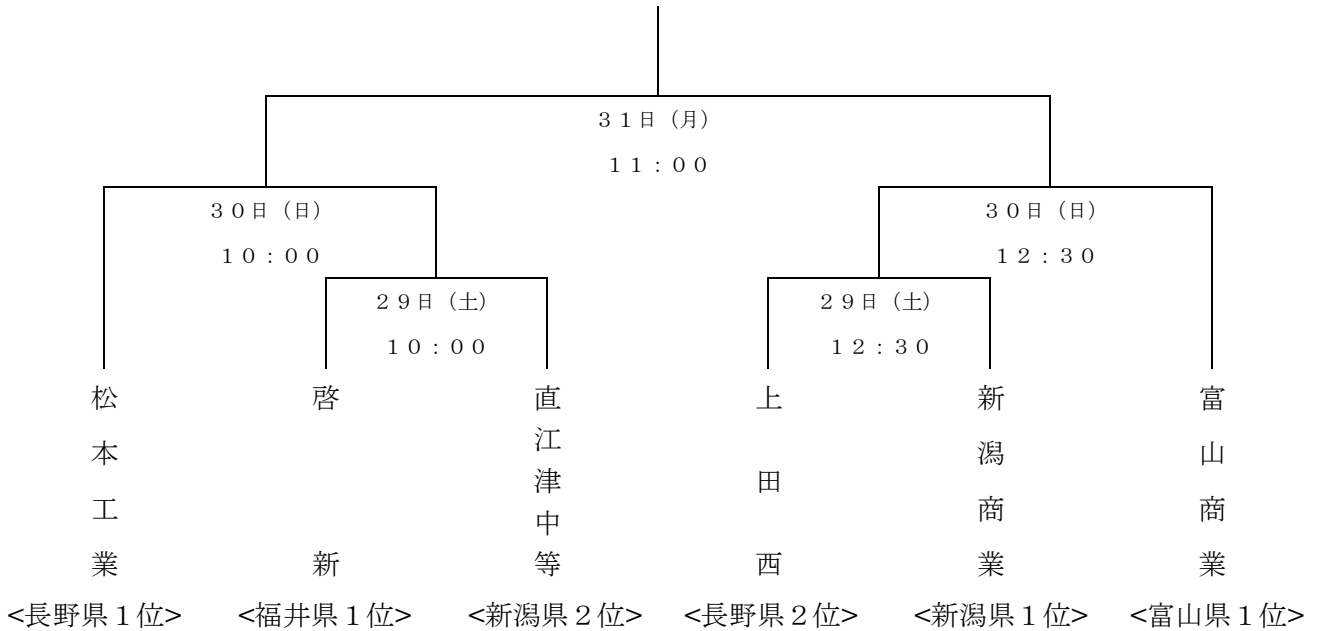 ３１日（月）
１１：００
３０日（日）
１０：００
３０日（日）
１２：３０
２９日（土）
１０：００
２９日（土）
１２：３０
松本工業
啓新
直江津中等
上田西
新潟商業
富山商業
<長野県１位>
<福井県１位>
<新潟県２位>
<長野県２位>
<新潟県１位>
<富山県１位>